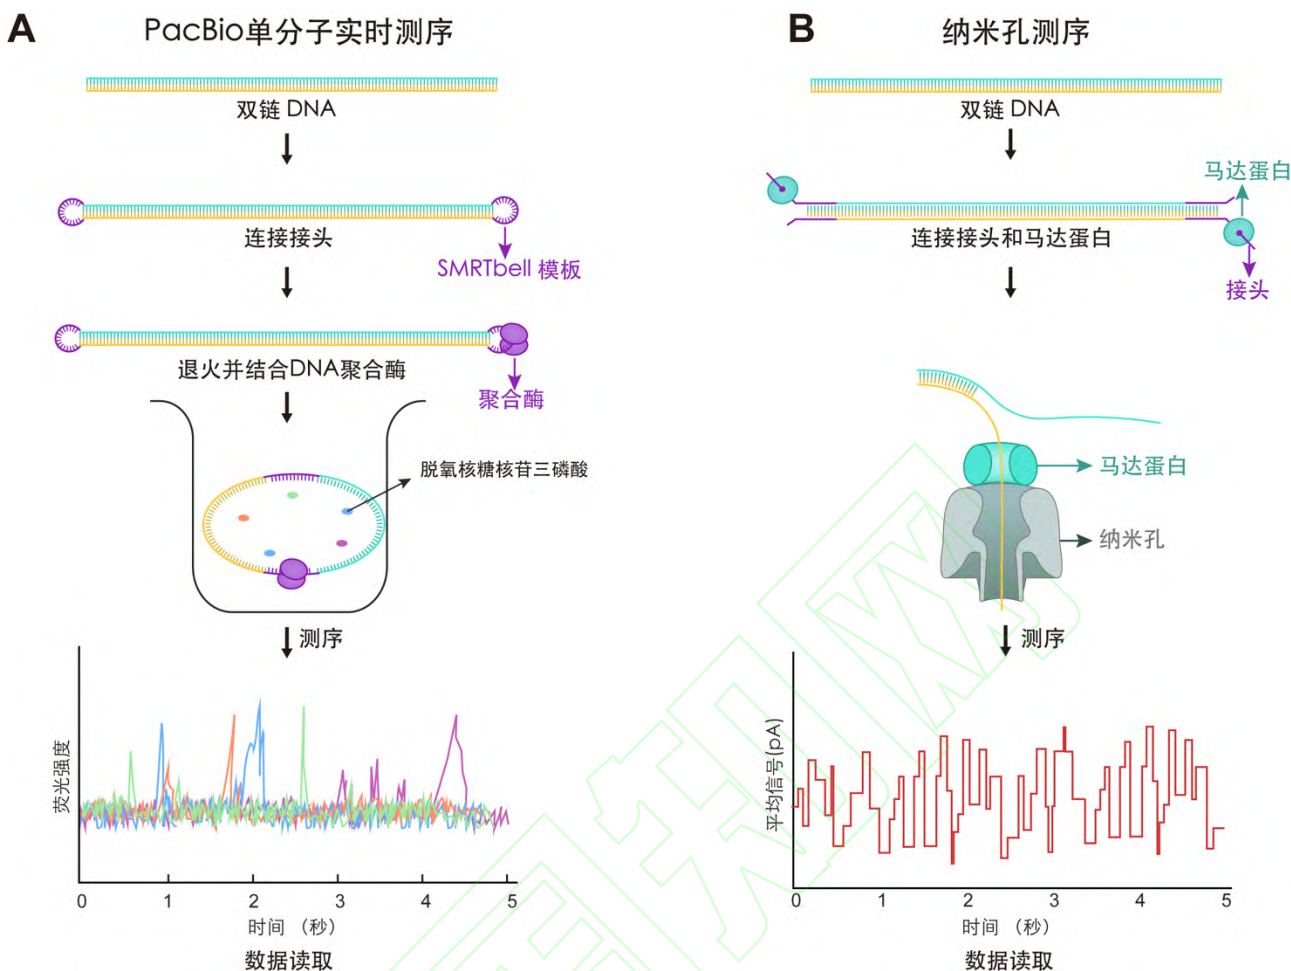 A
PacBio单分子实时测序
双链 DNA
连接接头
SMRTbell 模板
退火并结合DNA聚合酶
聚合酶
脱氧核糖核苷三磷酸
测序
荧光强度
0 1 2 3 4 5
时间 （秒）
数据读取
B
纳米孔测序
双链 DNA
马达蛋白
连接接头和马达蛋白
接头
马达蛋白
纳米孔
测序
平均信号(pA)
0 1 2 3 4 5
时间 （秒）
数据读取